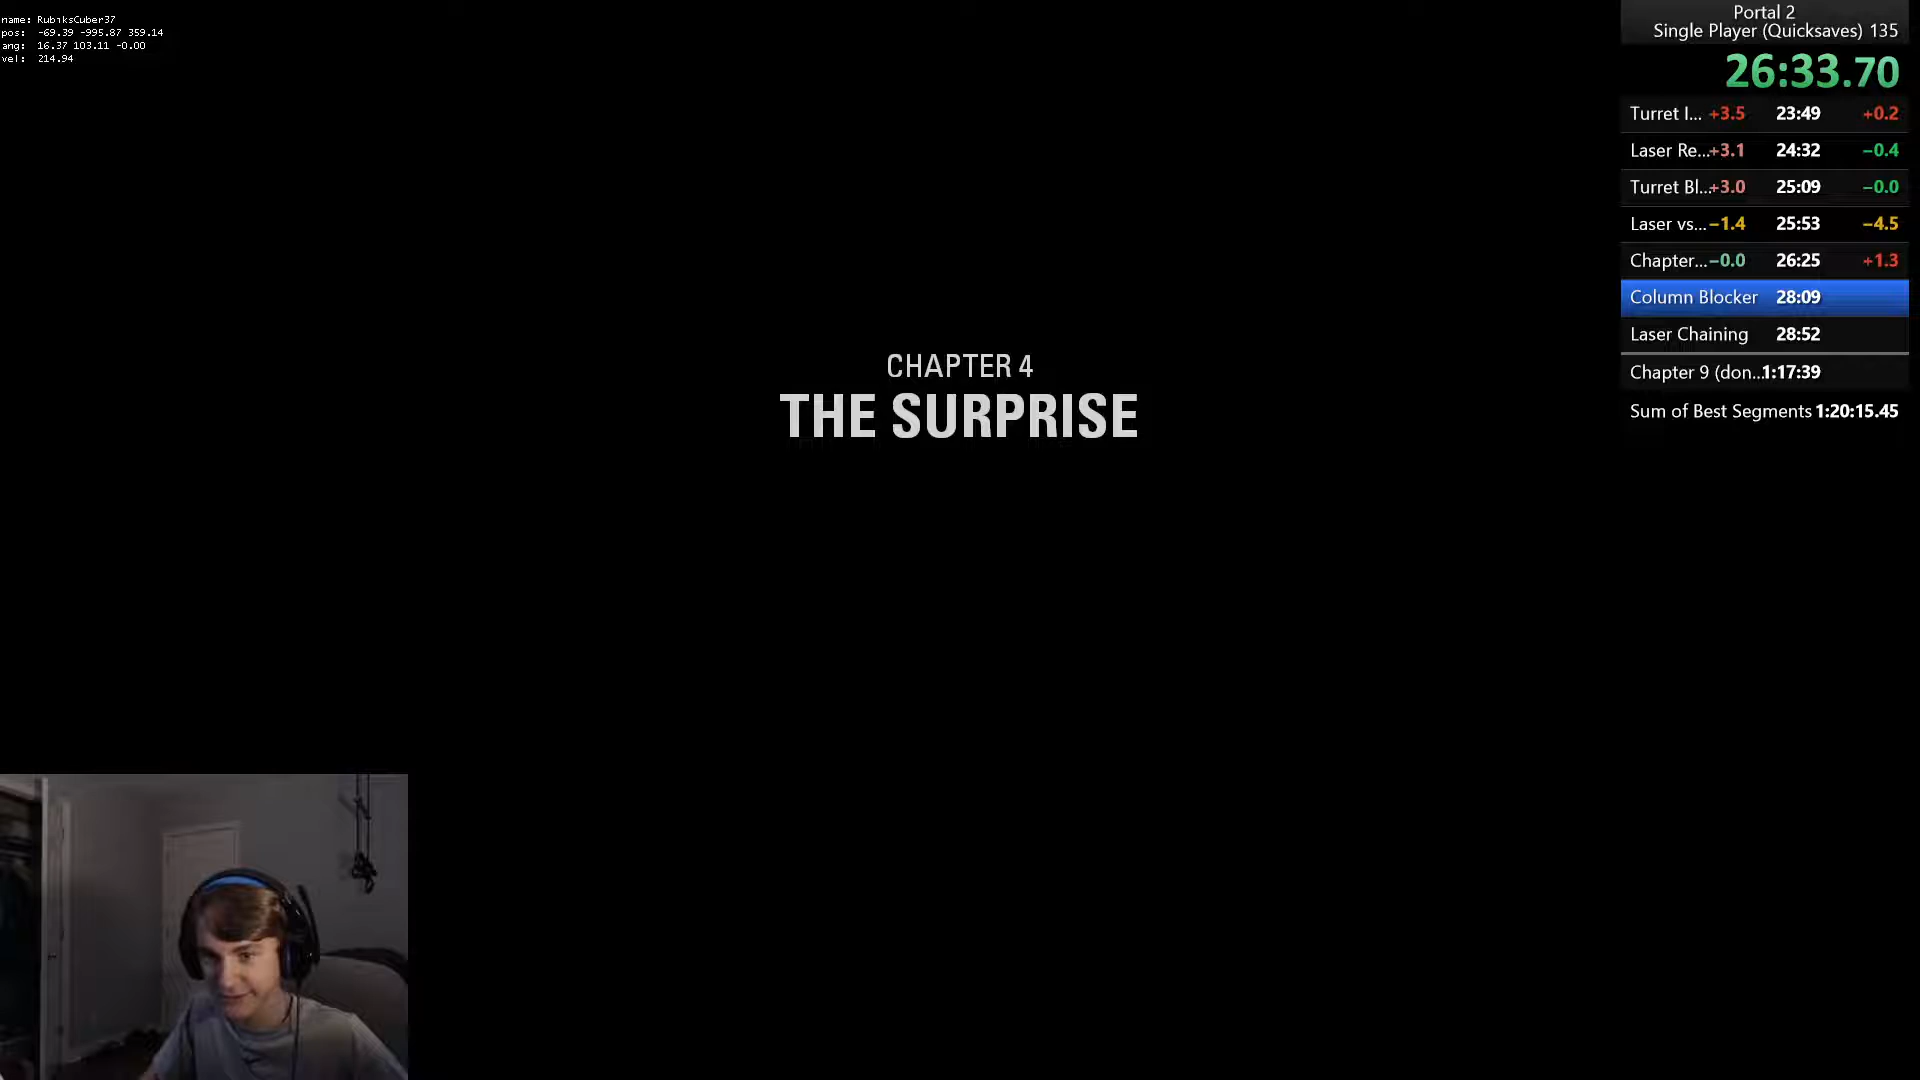 name: RubiksCuber37
pos: -69.39 -995.87 359.14
ang: 16.37 103.11 -0.00
vel: 214.94
CHAPTER 4
THE SURPRISE
Portal 2
Single Player (Quicksaves) 135
26:33.70
Turret I... +3.5 23:49 +0.2
Laser Re...+3.1 24:32 −0.4
Turret Bl...+3.0 25:09 −0.0
Laser vs...−1.4 25:53 −4.5
Chapter...−0.0 26:25 +1.3
Column Blocker 28:09
Laser Chaining 28:52
Chapter 9 (don...1:17:39
Sum of Best Segments 1:20:15.45